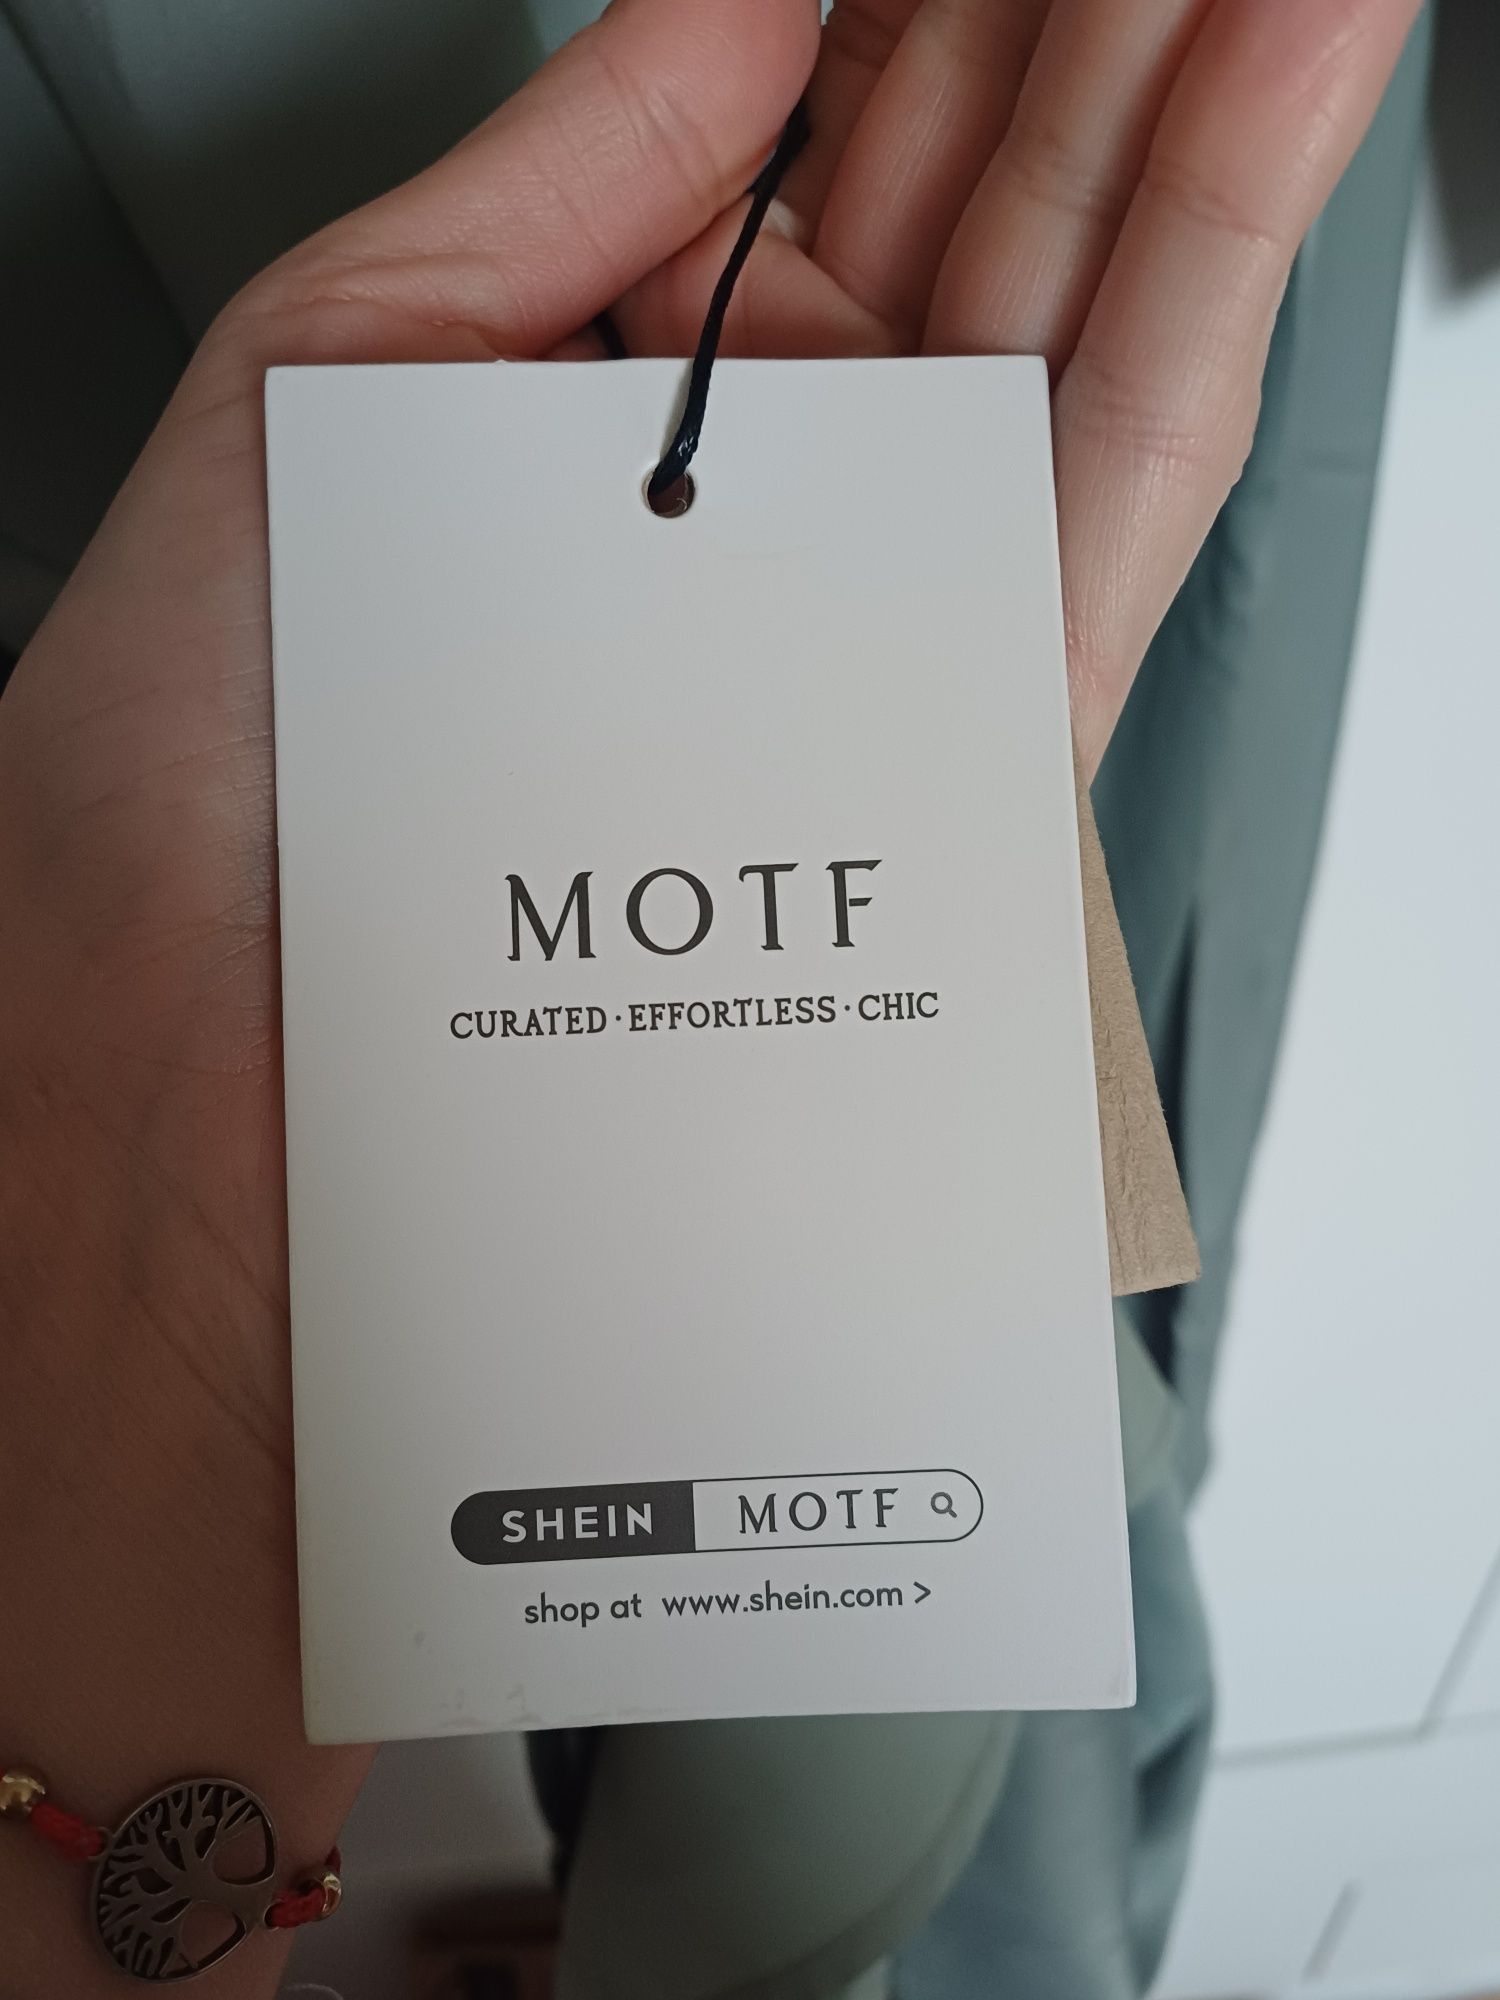 MOTF
CURATED·EFFORTLESS·CHIC
SHEIN MOTF
shop at www.shein.com >